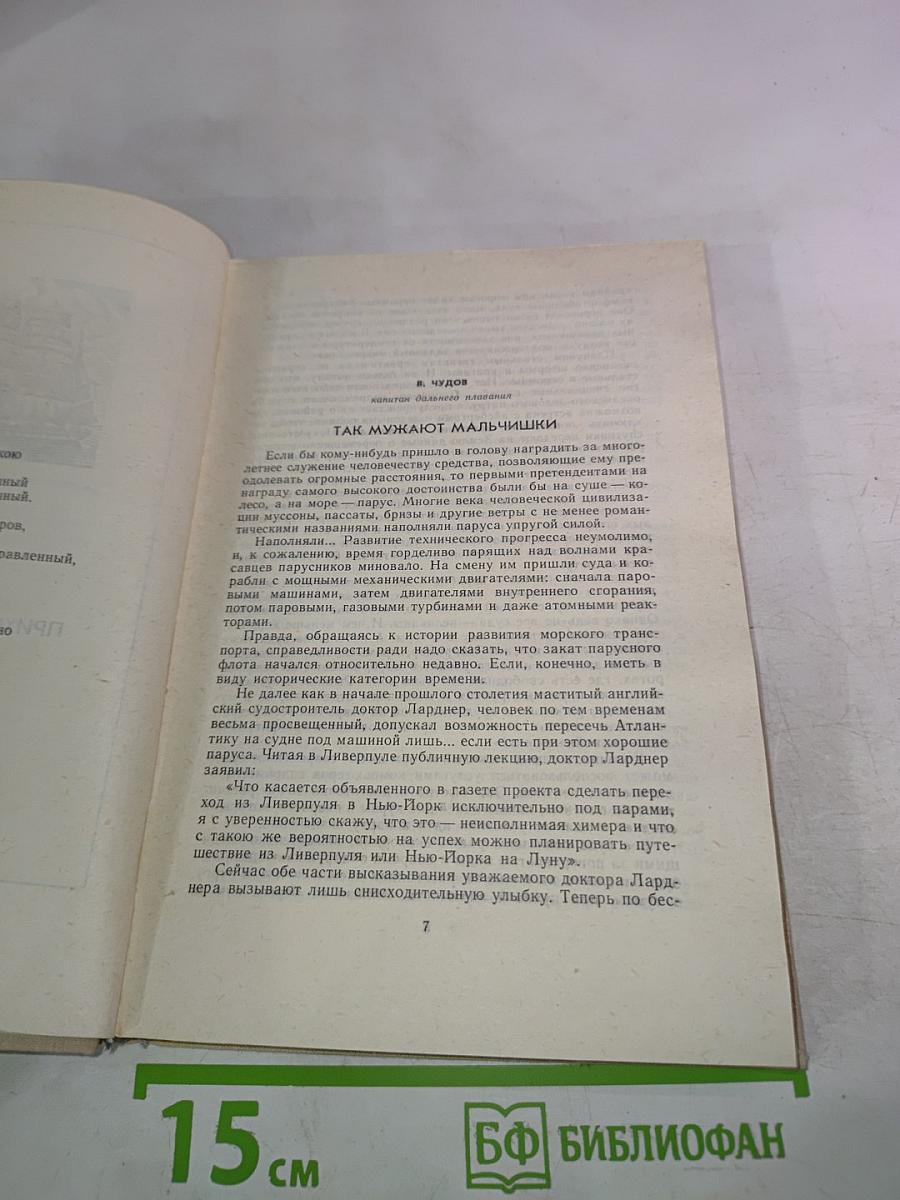 кою
нный
нный.
ров,
равленный,
но
В. ЧУДОВ
капитан дальнего плавания
ТАК МУЖАЮТ МАЛЬЧИШКИ
Если бы кому-нибудь пришло в голову наградить за много-
летнее служение человечеству средства, позволяющие ему пре-
одолевать огромные расстояния, то первыми претендентами на
награду самого высокого достоинства были бы на суше — ко-
лесо, а на море — парус. Многие века человеческой цивилиза-
ции муссоны, пассаты, бризы и другие ветры с не менее роман-
тическими названиями наполняли паруса упругой силой.
Наполняли... Развитие технического прогресса неумолимо,
и, к сожалению, время горделиво парящих над волнами кра-
савцев парусников миновало. На смену им пришли суда и ко-
рабли с мощными механическими двигателями: сначала паро-
выми машинами, затем двигателями внутреннего сгорания,
потом паровыми, газовыми турбинами и даже атомными реак-
торами.
Правда, обращаясь к истории развития морского транс-
порта, справедливости ради надо сказать, что закат парусного
флота начался относительно недавно. Если, конечно, иметь в
виду исторические категории времени.
Не далее как в начале прошлого столетия маститый англий-
ский судостроитель доктор Ларднер, человек по тем временам
весьма просвещенный, допускал возможность пересечь Атлан-
тику на судне под машиной лишь... если есть при этом хорошие
паруса. Читая в Ливерпуле публичную лекцию, доктор Ларднер
заявил:
«Что касается объявленного в газете проекта сделать пере-
ход из Ливерпуля в Нью-Йорк исключительно под парами,
я с уверенностью скажу, что это — неисполнимая химера и что
с такою же вероятностью на успех можно планировать путе-
шествие из Ливерпуля или Нью-Йорка на Луну».
Сейчас обе части высказывания уважаемого доктора Лард-
нера вызывают лишь снисходительную улыбку. Теперь по бес-
7
15 см
БФ БИБЛИОФАН